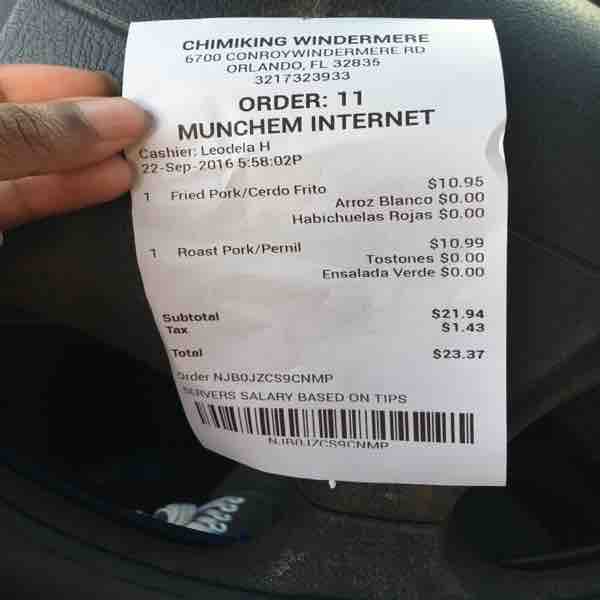 CHIMIKING WINDERMERE
6700 CONROYWINDERMERE RD
ORLANDO, FL 32835
3217323933
ORDER: 11
MUNCHEM INTERNET
Cashier: Leodela H
22-Sep-2016 5:58:02P
1 Fried Pork/Cerdo Frito $10.95
Arroz Blanco $0.00
Habichuelas Rojas $0.00
1 Roast Pork/Pernil $10.99
Tostones $0.00
Ensalada Verde $0.00
Subtotal $21.94
Tax $1.43
Total $23.37
Order NJB0JZCS9CNMP
SERVERS SALARY BASED ON TIPS
NJB0JZCS9CNMP